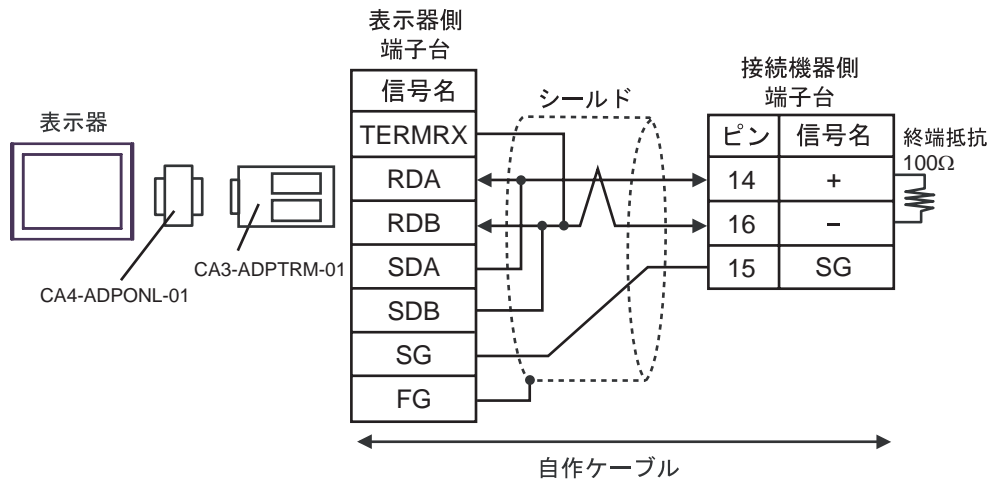 表示器
CA4-ADPONL-01
CA3-ADPTRM-01
表示器側
端子台
信号名
TERMRX
RDA
RDB
SDA
SDB
SG
FG
シールド
接続機器側
端子台
ピン 信号名
14 +
16 −
15 SG
終端抵抗
100Ω
自作ケーブル